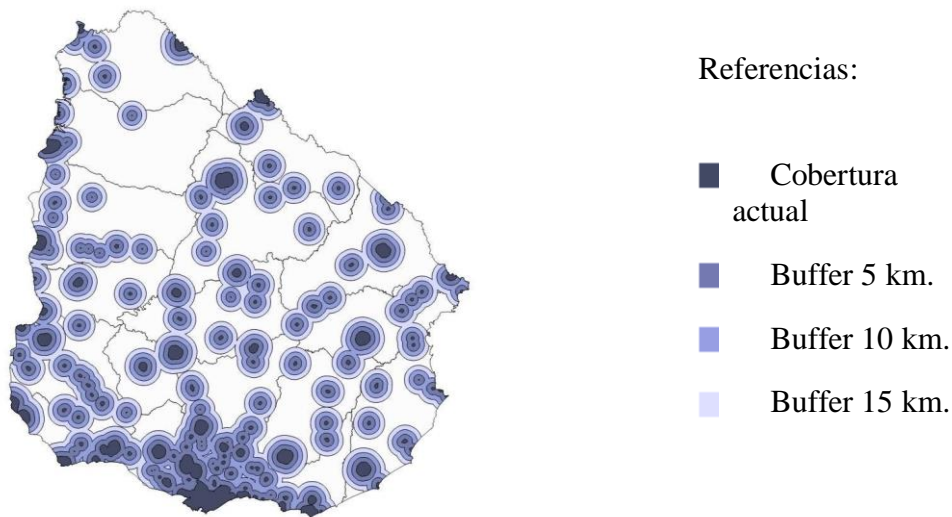 Referencias:
Cobertura
actual
Buffer 5 km.
Buffer 10 km.
Buffer 15 km.